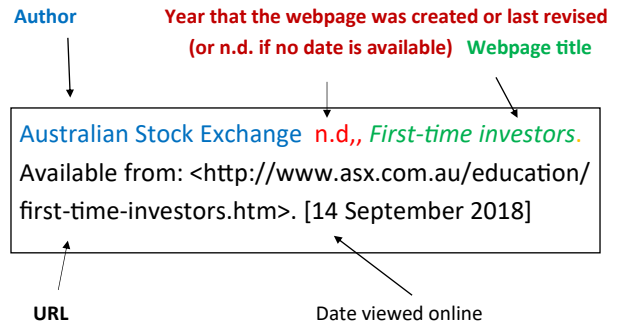 Author
Year that the webpage was created or last revised
(or n.d. if no date is available) Webpage title
Australian Stock Exchange n.d,, First-time investors.
Available from: <http://www.asx.com.au/education/
first-time-investors.htm>. [14 September 2018]
URL
Date viewed online